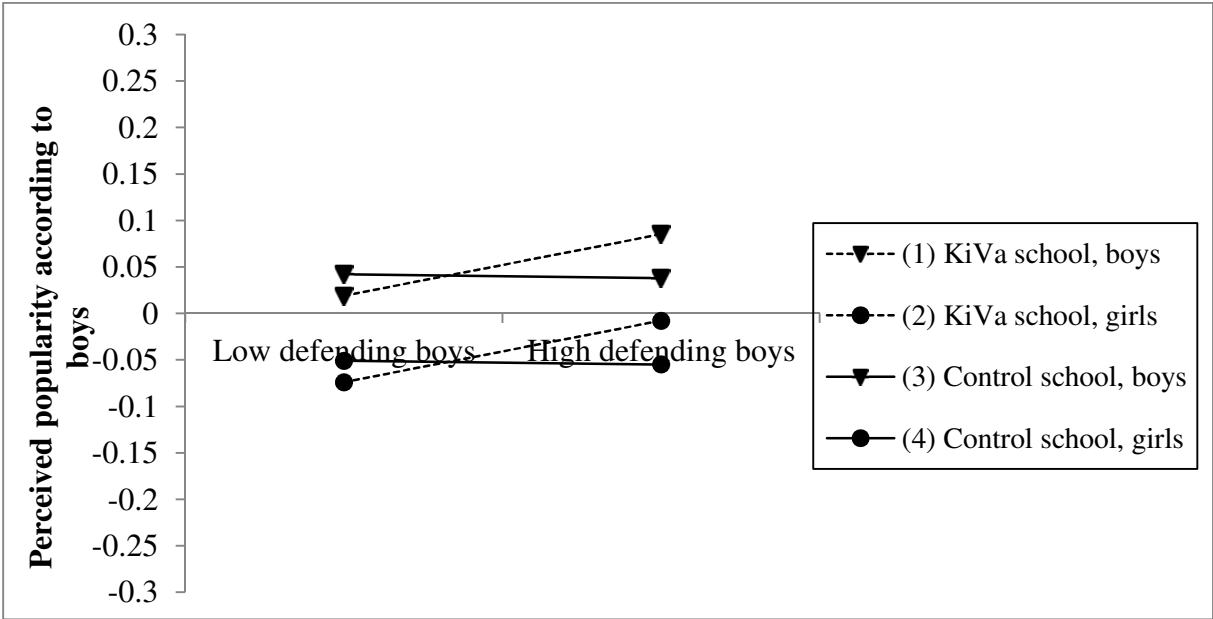 Perceived popularity according to
boys
0.3
0.25
0.2
0.15
0.1
0.05
0
-0.05
-0.1
-0.15
-0.2
-0.25
-0.3
Low defending boys
High defending boys
(1) KiVa school, boys
(2) KiVa school, girls
(3) Control school, boys
(4) Control school, girls